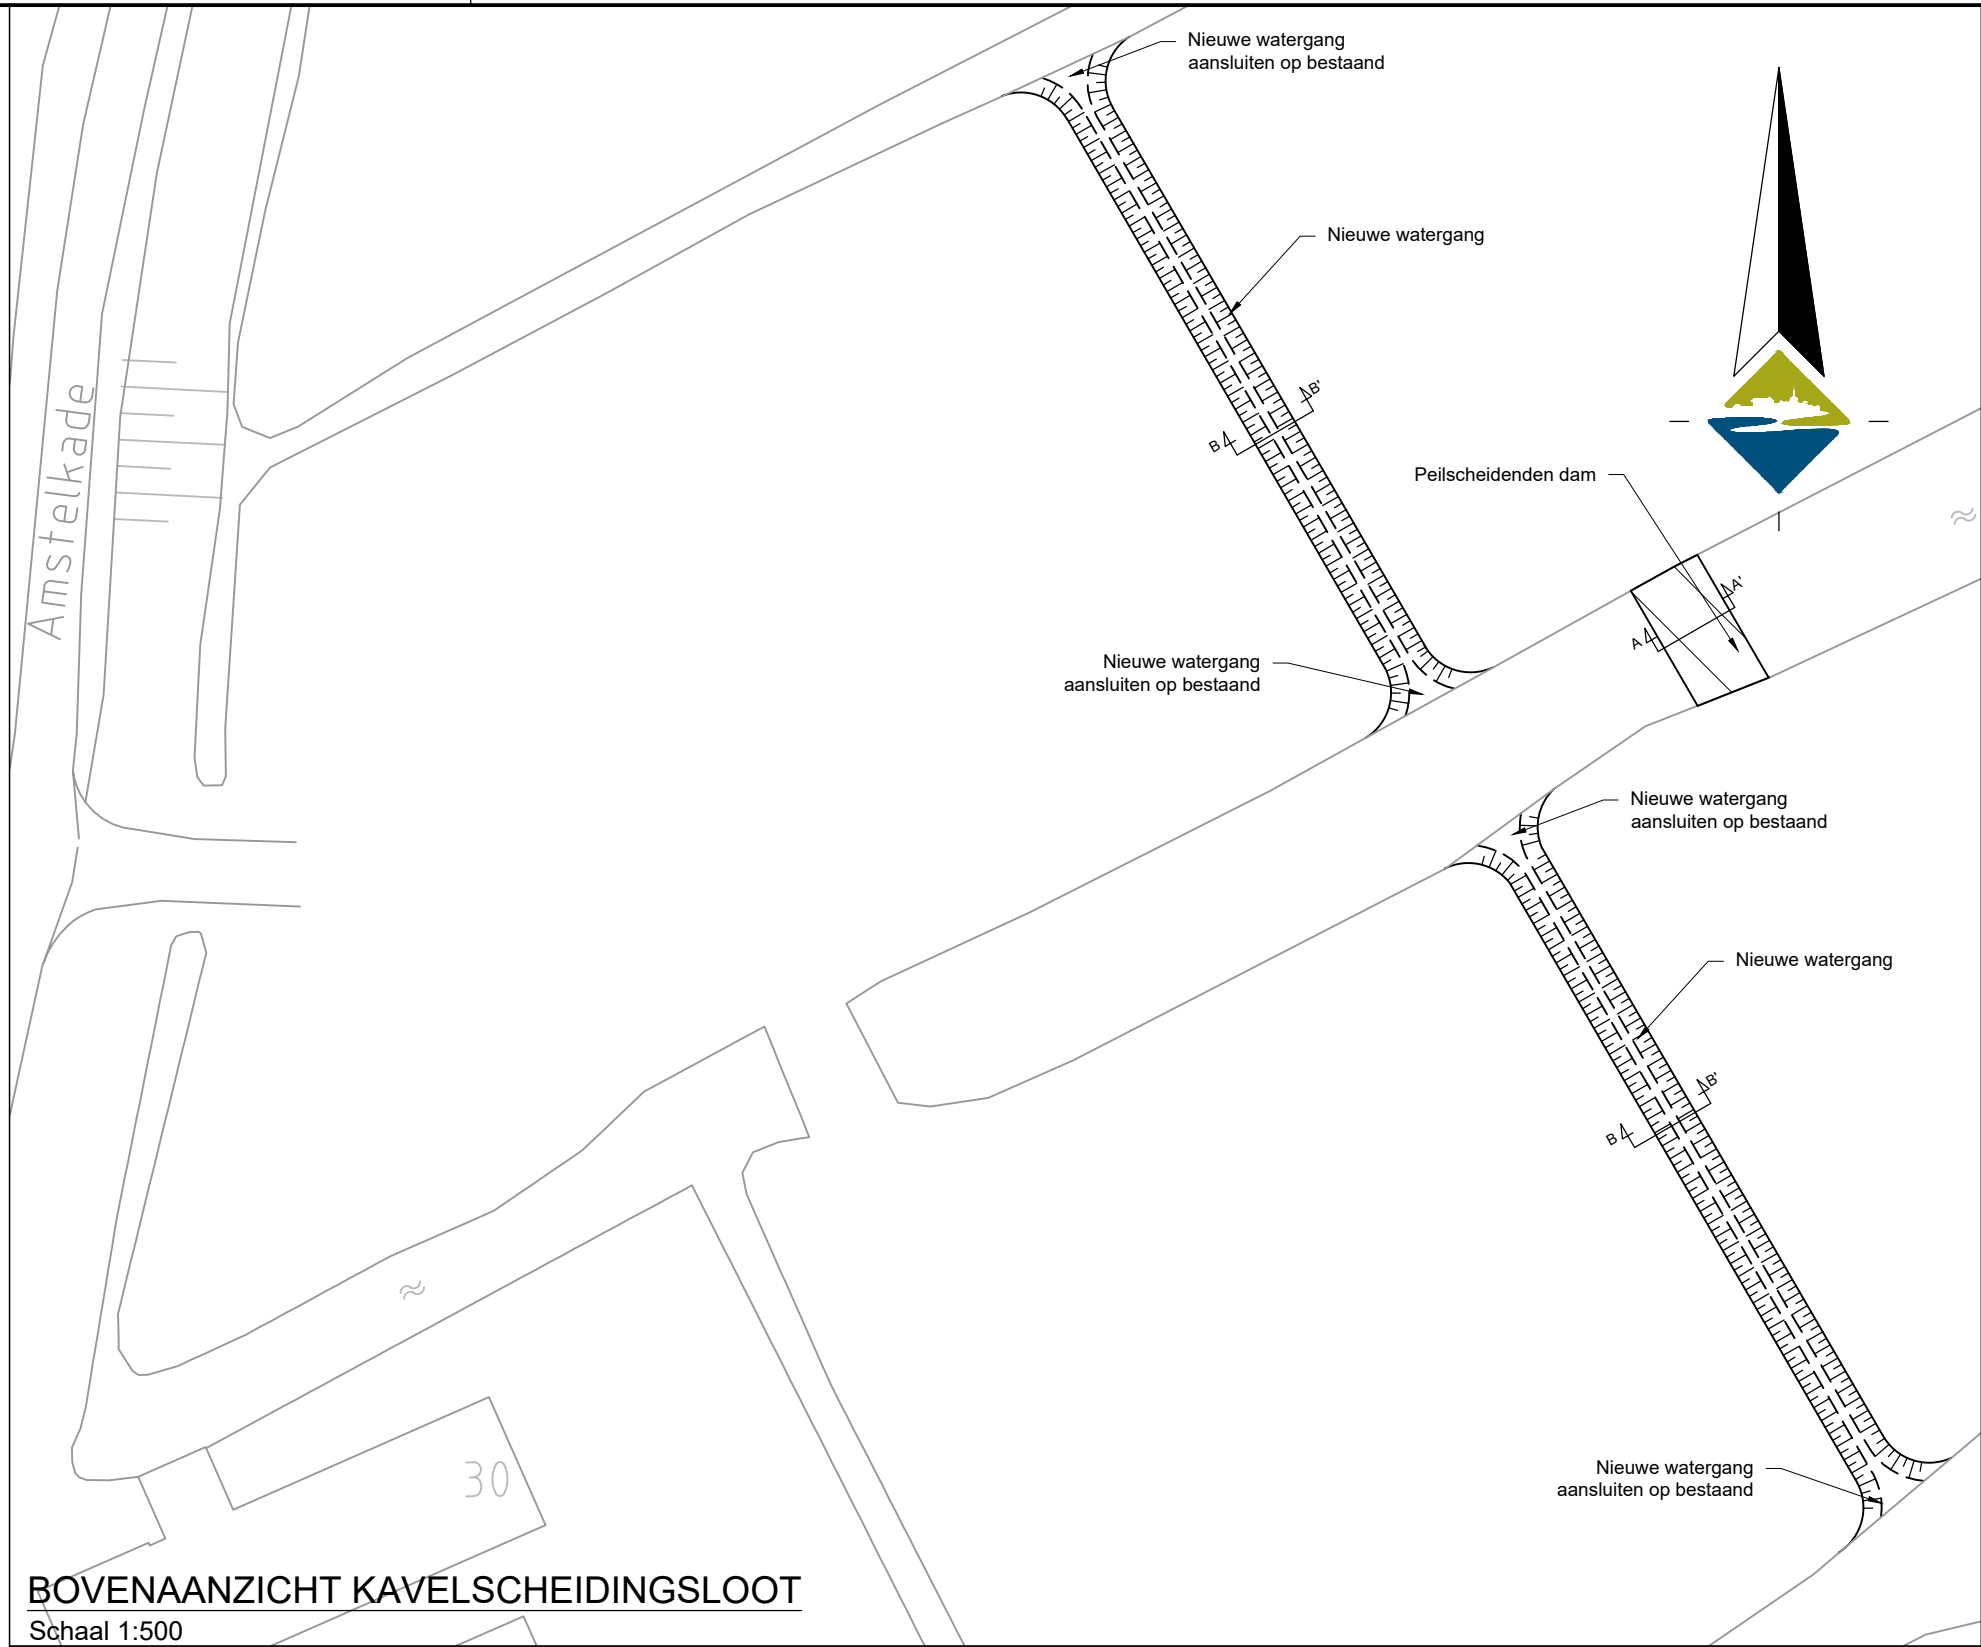 Nieuwe watergang
aansluiten op bestaand
Nieuwe watergang
B'
B
Amstelkade
Peilscheidenden dam
A'
A
Nieuwe watergang
aansluiten op bestaand
Nieuwe watergang
aansluiten op bestaand
Nieuwe watergang
B'
B
Nieuwe watergang
aansluiten op bestaand
30
BOVENAANZICHT KAVELSCHEIDINGSLOOT
Schaal 1:500